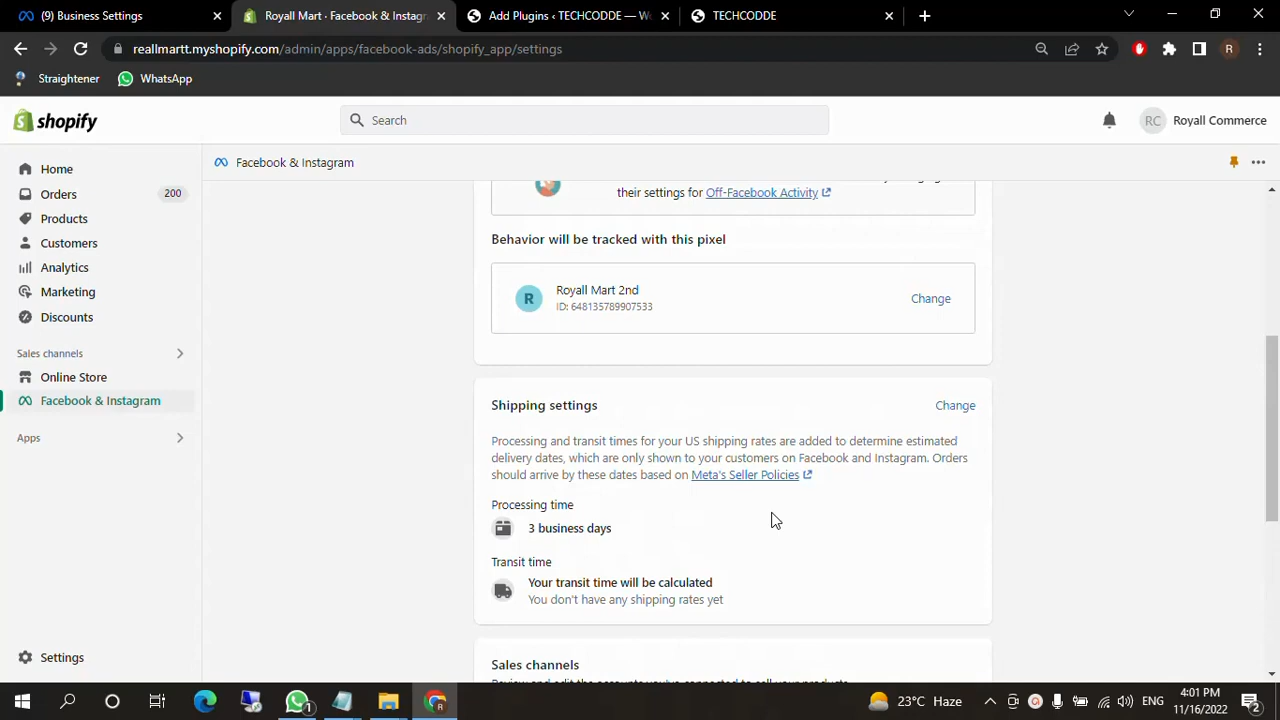 (9) Business Settings
Royall Mart · Facebook & Instagr
Add Plugins ‹ TECHCODDE — W
TECHCODDE
reallmartt.myshopify.com/admin/apps/facebook-ads/shopify_app/settings
R
Straightener
WhatsApp
shopify
Search
RC
Royall Commerce
Home
Facebook & Instagram
Orders
200
Products
Customers
Analytics
Marketing
Discounts
Sales channels
Online Store
Facebook & Instagram
Apps
Settings
their settings for Off-Facebook Activity
Behavior will be tracked with this pixel
R
Royall Mart 2nd
ID: 648135789907533
Change
Shipping settings
Change
Processing and transit times for your US shipping rates are added to determine estimated
delivery dates, which are only shown to your customers on Facebook and Instagram. Orders
should arrive by these dates based on Meta's Seller Policies
Processing time
3 business days
Transit time
Your transit time will be calculated
You don't have any shipping rates yet
Sales channels
23°C Haze
ENG
4:01 PM
11/16/2022